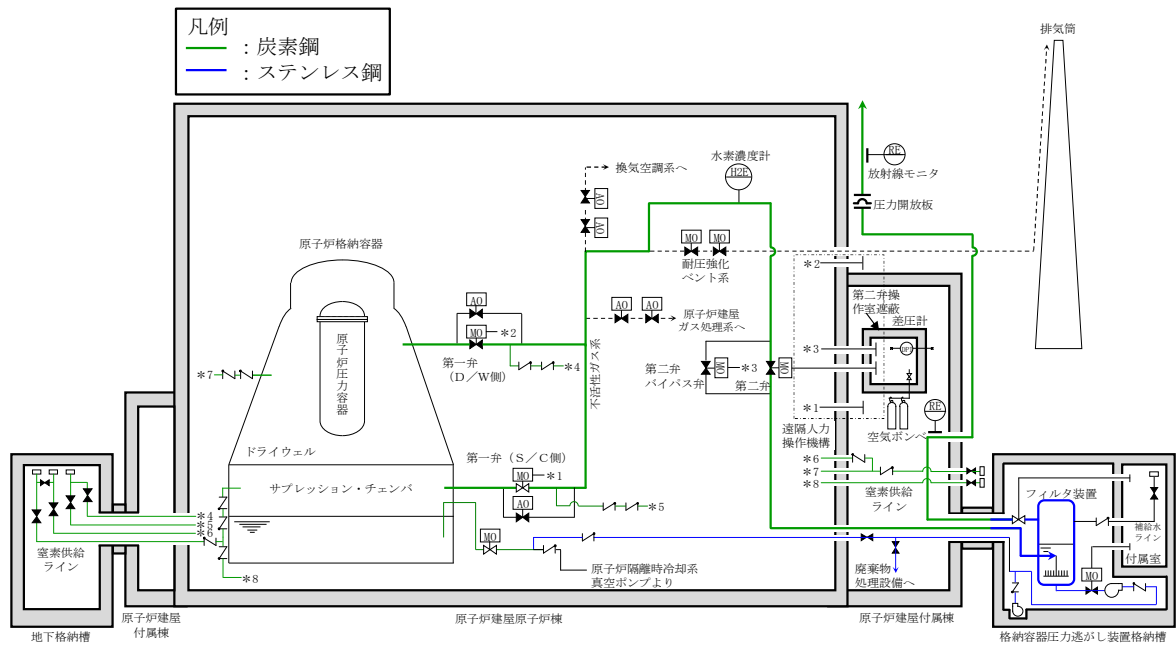 凡例
：炭素鋼
：ステンレス鋼
排気筒
水素濃度計
H2E
RE
放射線モニタ
圧力開放板
換気空調系へ
AO
AO
原子炉格納容器
MO
MO
耐圧強化
ベント系
＊2
第二弁操
作室遮蔽
差圧計
DPI
AO
MO
＊2
AO
AO
原子炉建屋
ガス処理系へ
原子炉圧力容器
第一弁
（D／W側）
＊4
不活性ガス系
第二弁
バイパス弁
MO
＊3
第二弁
MO
＊3
＊1
遠隔人力
操作機構
空気ボンベ
RE
＊7
ドライウェル
第一弁（S／C側）
MO
＊1
AO
＊5
サプレッション・チェンバ
＊6
＊7
＊8
窒素供給
ライン
フィルタ装置
補給水
ライン
付属室
MO
＊4
＊5
＊6
＊8
窒素供給
ライン
MO
原子炉隔離時冷却系
真空ポンプより
廃棄物
処理設備へ
地下格納槽
原子炉建屋
付属棟
原子炉建屋原子炉棟
原子炉建屋付属棟
格納容器圧力逃がし装置格納槽